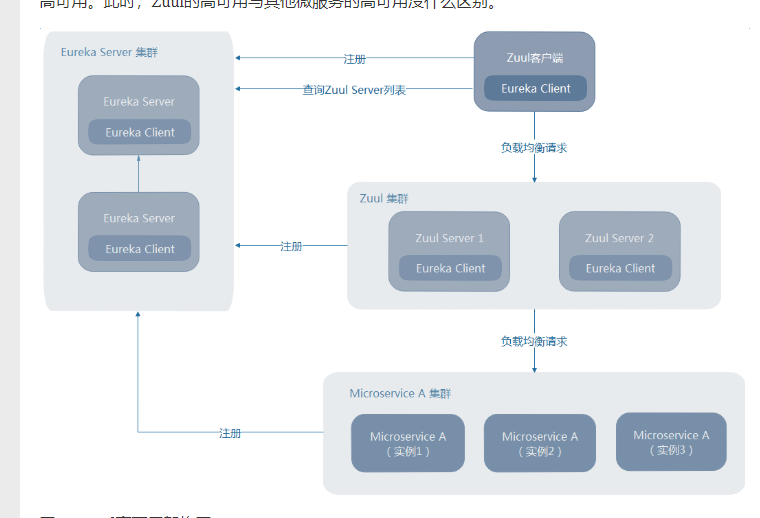 高可用。此时，Zuul的高可用与其他微服务的高可用没什么区别。
Eureka Server 集群
注册
Zuul客户端
Eureka Server
查询Zuul Server列表
Eureka Client
Eureka Client
负载均衡请求
Zuul 集群
Eureka Server
Zuul Server 1
Zuul Server 2
Eureka Client
注册
Eureka Client
Eureka Client
负载均衡请求
Microservice A 集群
注册
Microservice A
（实例1）
Microservice A
（实例2）
Microservice A
（实例3）